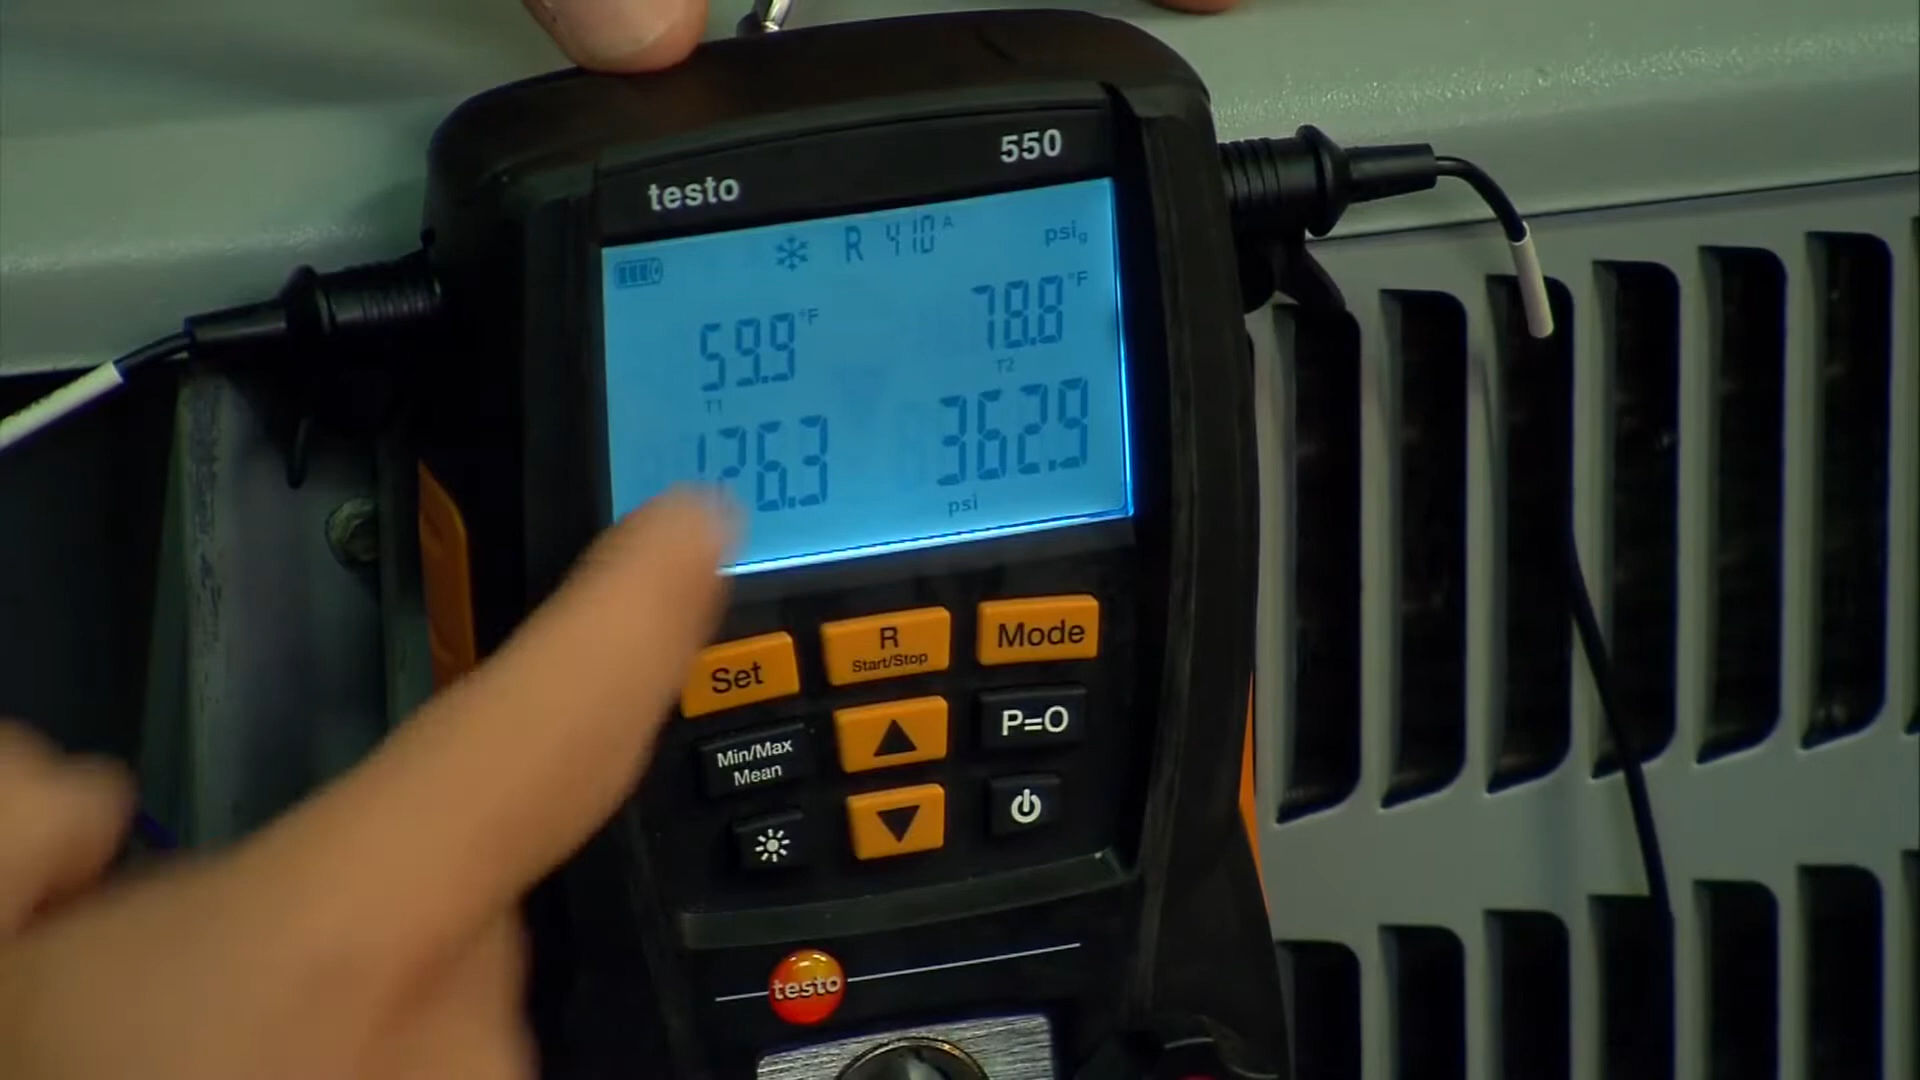 550
testo
R 410A psig
59.9 °F 78.8 °F
T1 T2
126.3 362.9
psi
Set R Start/Stop Mode
Min/Max Mean P=O
testo